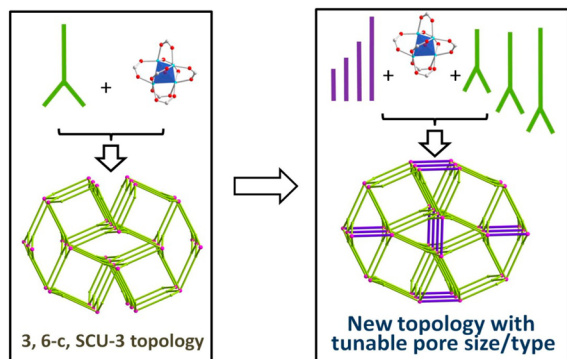 +
+
+
3, 6-c, SCU-3 topology
New topology with
tunable pore size/type